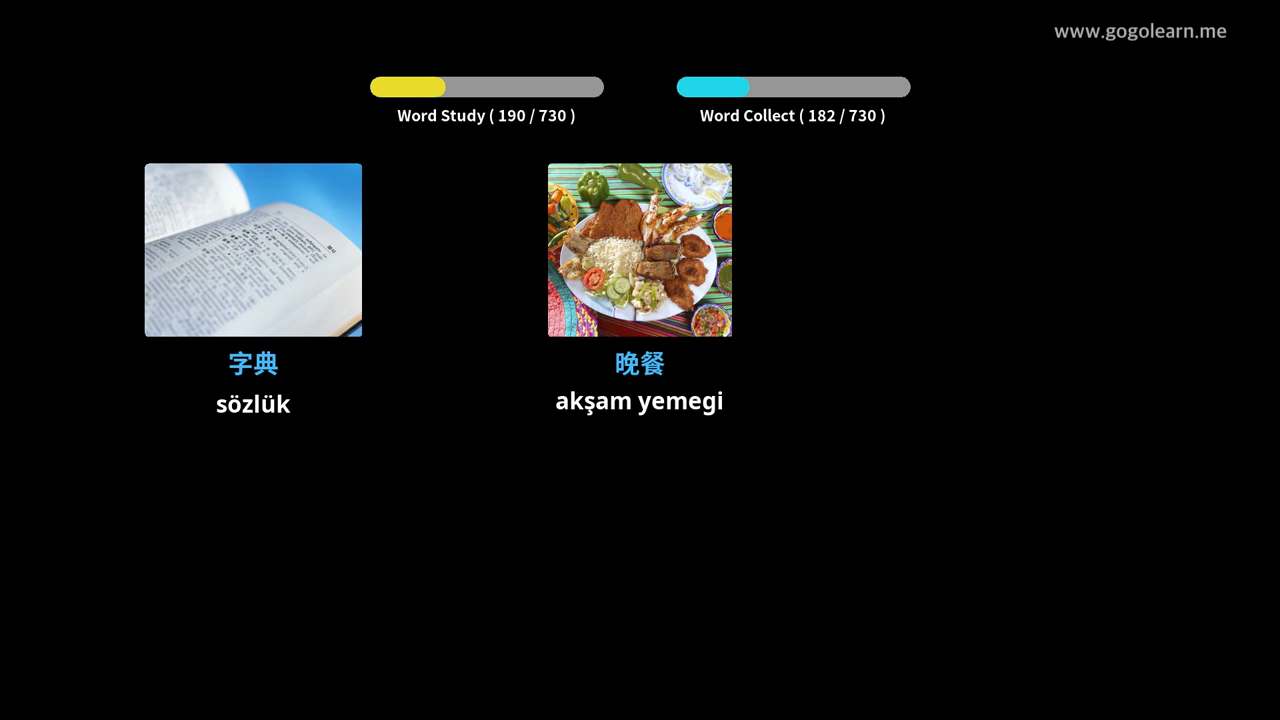 www.gogolearn.me
Word Study ( 190 / 730 )
Word Collect ( 182 / 730 )
字典
sözlük
晚餐
akşam yemegi